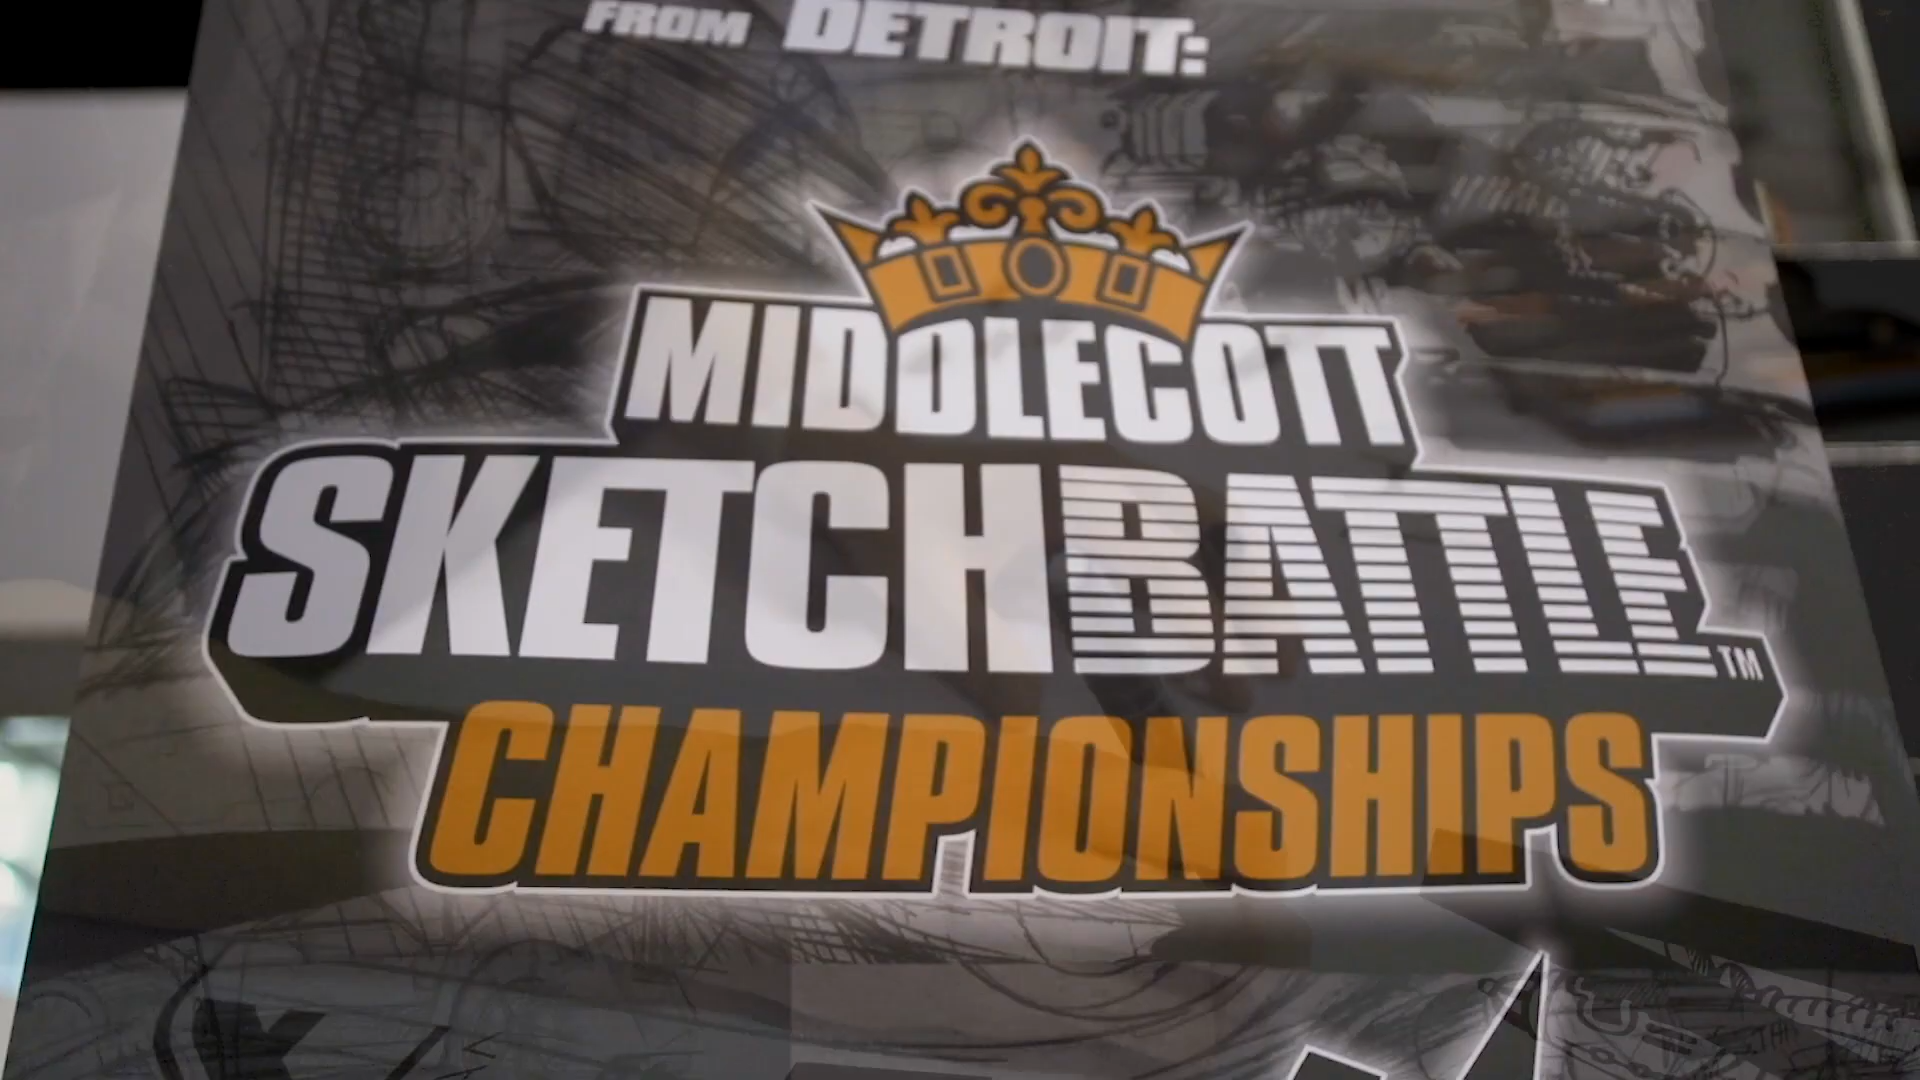 FROM DETROIT:
MIDDLECOTT
SKETCHBATTLE™
CHAMPIONSHIPS